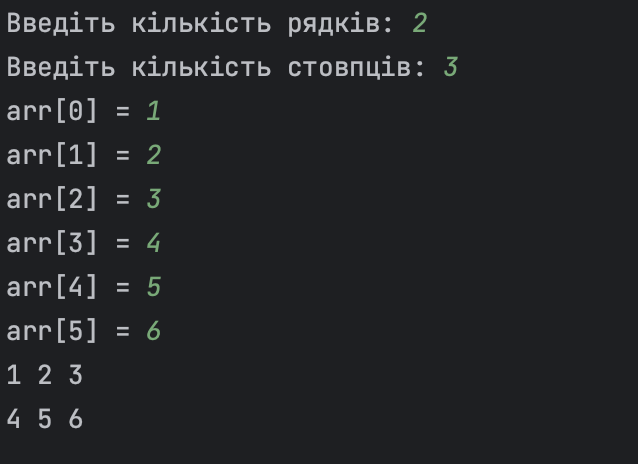 Введіть кількість рядків: 2
Введіть кількість стовпців: 3
arr[0] = 1
arr[1] = 2
arr[2] = 3
arr[3] = 4
arr[4] = 5
arr[5] = 6
1 2 3
4 5 6